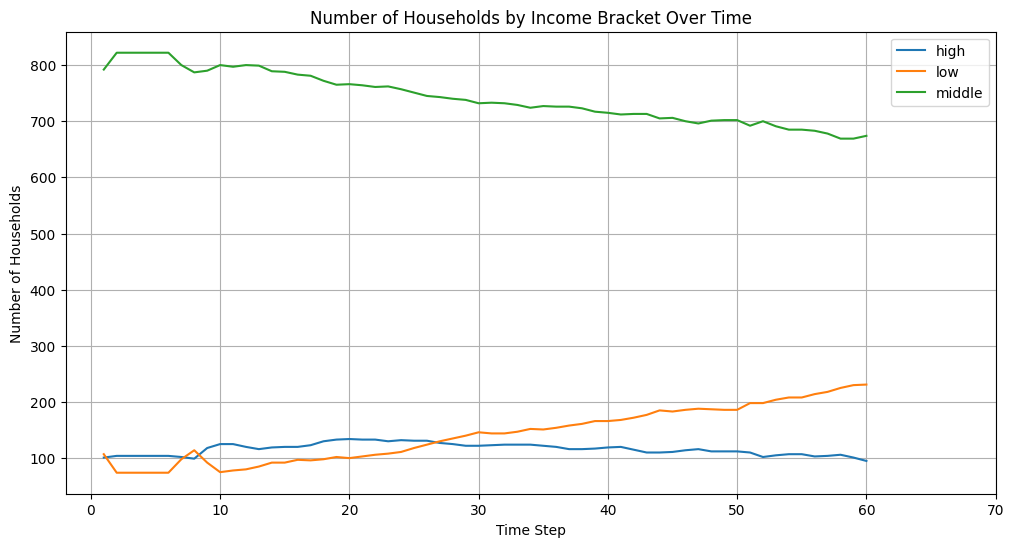 Number of Households by Income Bracket Over Time
high
low
middle
Number of Households
800
700
600
500
400
300
200
100
0 10 20 30 40 50 60 70
Time Step